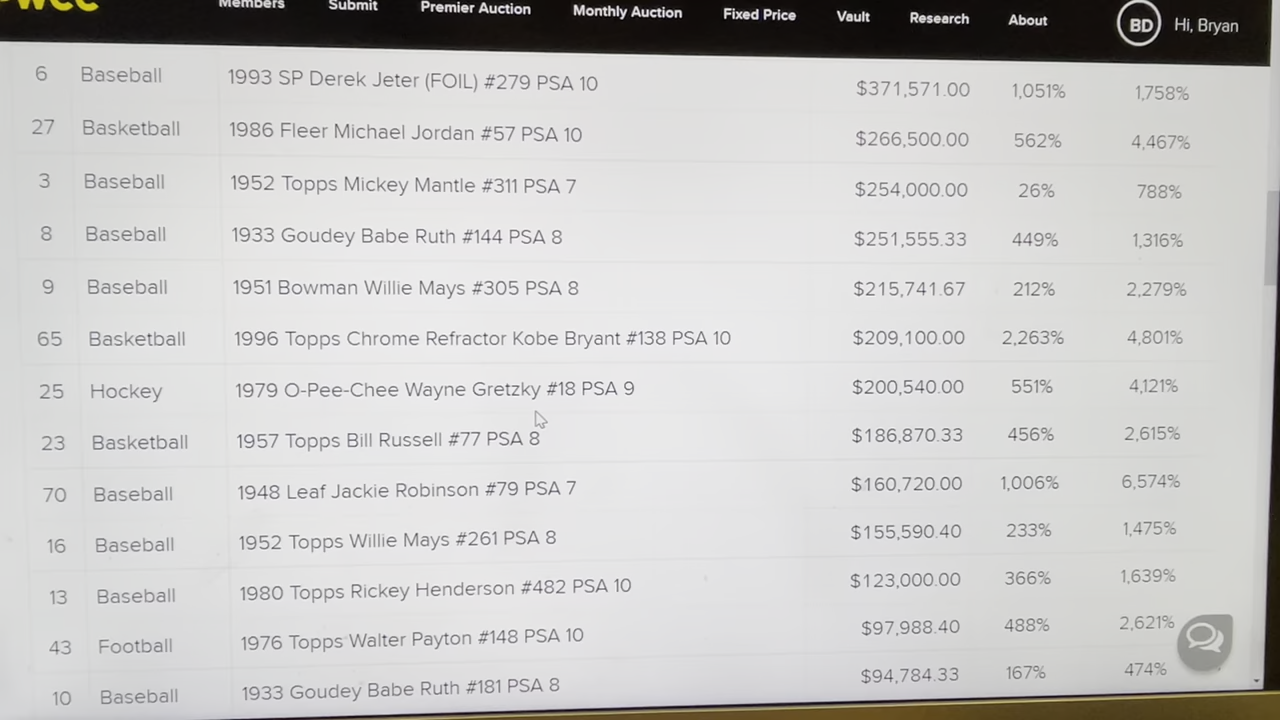 Members Submit Premier Auction Monthly Auction Fixed Price Vault Research About BD Hi, Bryan
6 Baseball 1993 SP Derek Jeter (FOIL) #279 PSA 10 $371,571.00 1,051% 1,758%
27 Basketball 1986 Fleer Michael Jordan #57 PSA 10 $266,500.00 562% 4,467%
3 Baseball 1952 Topps Mickey Mantle #311 PSA 7 $254,000.00 26% 788%
8 Baseball 1933 Goudey Babe Ruth #144 PSA 8 $251,555.33 449% 1,316%
9 Baseball 1951 Bowman Willie Mays #305 PSA 8 $215,741.67 212% 2,279%
65 Basketball 1996 Topps Chrome Refractor Kobe Bryant #138 PSA 10 $209,100.00 2,263% 4,801%
25 Hockey 1979 O-Pee-Chee Wayne Gretzky #18 PSA 9 $200,540.00 551% 4,121%
23 Basketball 1957 Topps Bill Russell #77 PSA 8 $186,870.33 456% 2,615%
70 Baseball 1948 Leaf Jackie Robinson #79 PSA 7 $160,720.00 1,006% 6,574%
16 Baseball 1952 Topps Willie Mays #261 PSA 8 $155,590.40 233% 1,475%
13 Baseball 1980 Topps Rickey Henderson #482 PSA 10 $123,000.00 366% 1,639%
43 Football 1976 Topps Walter Payton #148 PSA 10 $97,988.40 488% 2,621%
10 Baseball 1933 Goudey Babe Ruth #181 PSA 8 $94,784.33 167% 474%